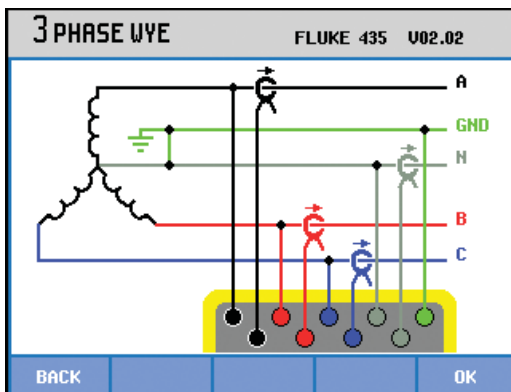 3 PHASE WYE
FLUKE 435 V02.02
A
GND
N
B
C
BACK
OK